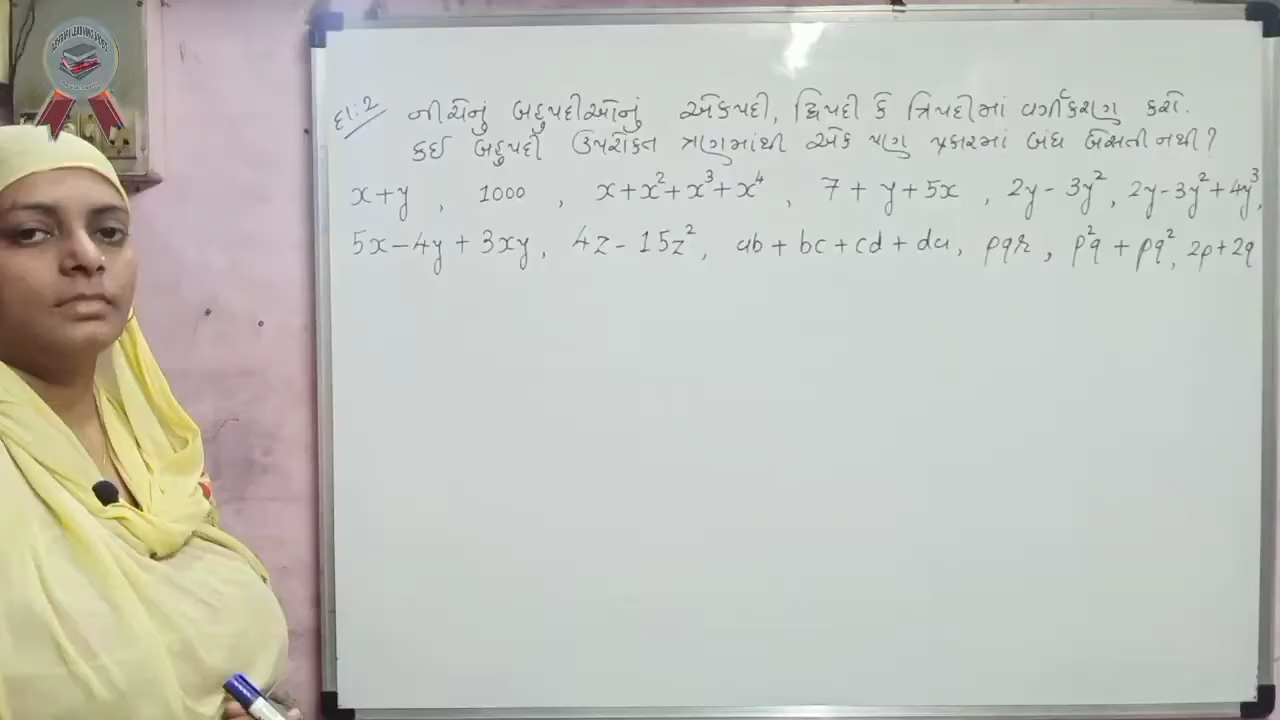 દા:2 નીચેનું બહુપદીઓનું એકપદી, દ્વિપદી કે ત્રિપદીમાં વર્ગીકરણ કરો.
કઈ બહુપદી ઉપરોક્ત ત્રણમાંથી એક પણ પ્રકારમાં બંધ બેસતી નથી?
x+y , 1000 , x+x²+x³+x⁴ , 7+y+5x , 2y-3y², 2y-3y²+4y³,
5x-4y+3xy, 4z-15z², ab+bc+cd+da, pqr, p²q+pq², 2p+2q